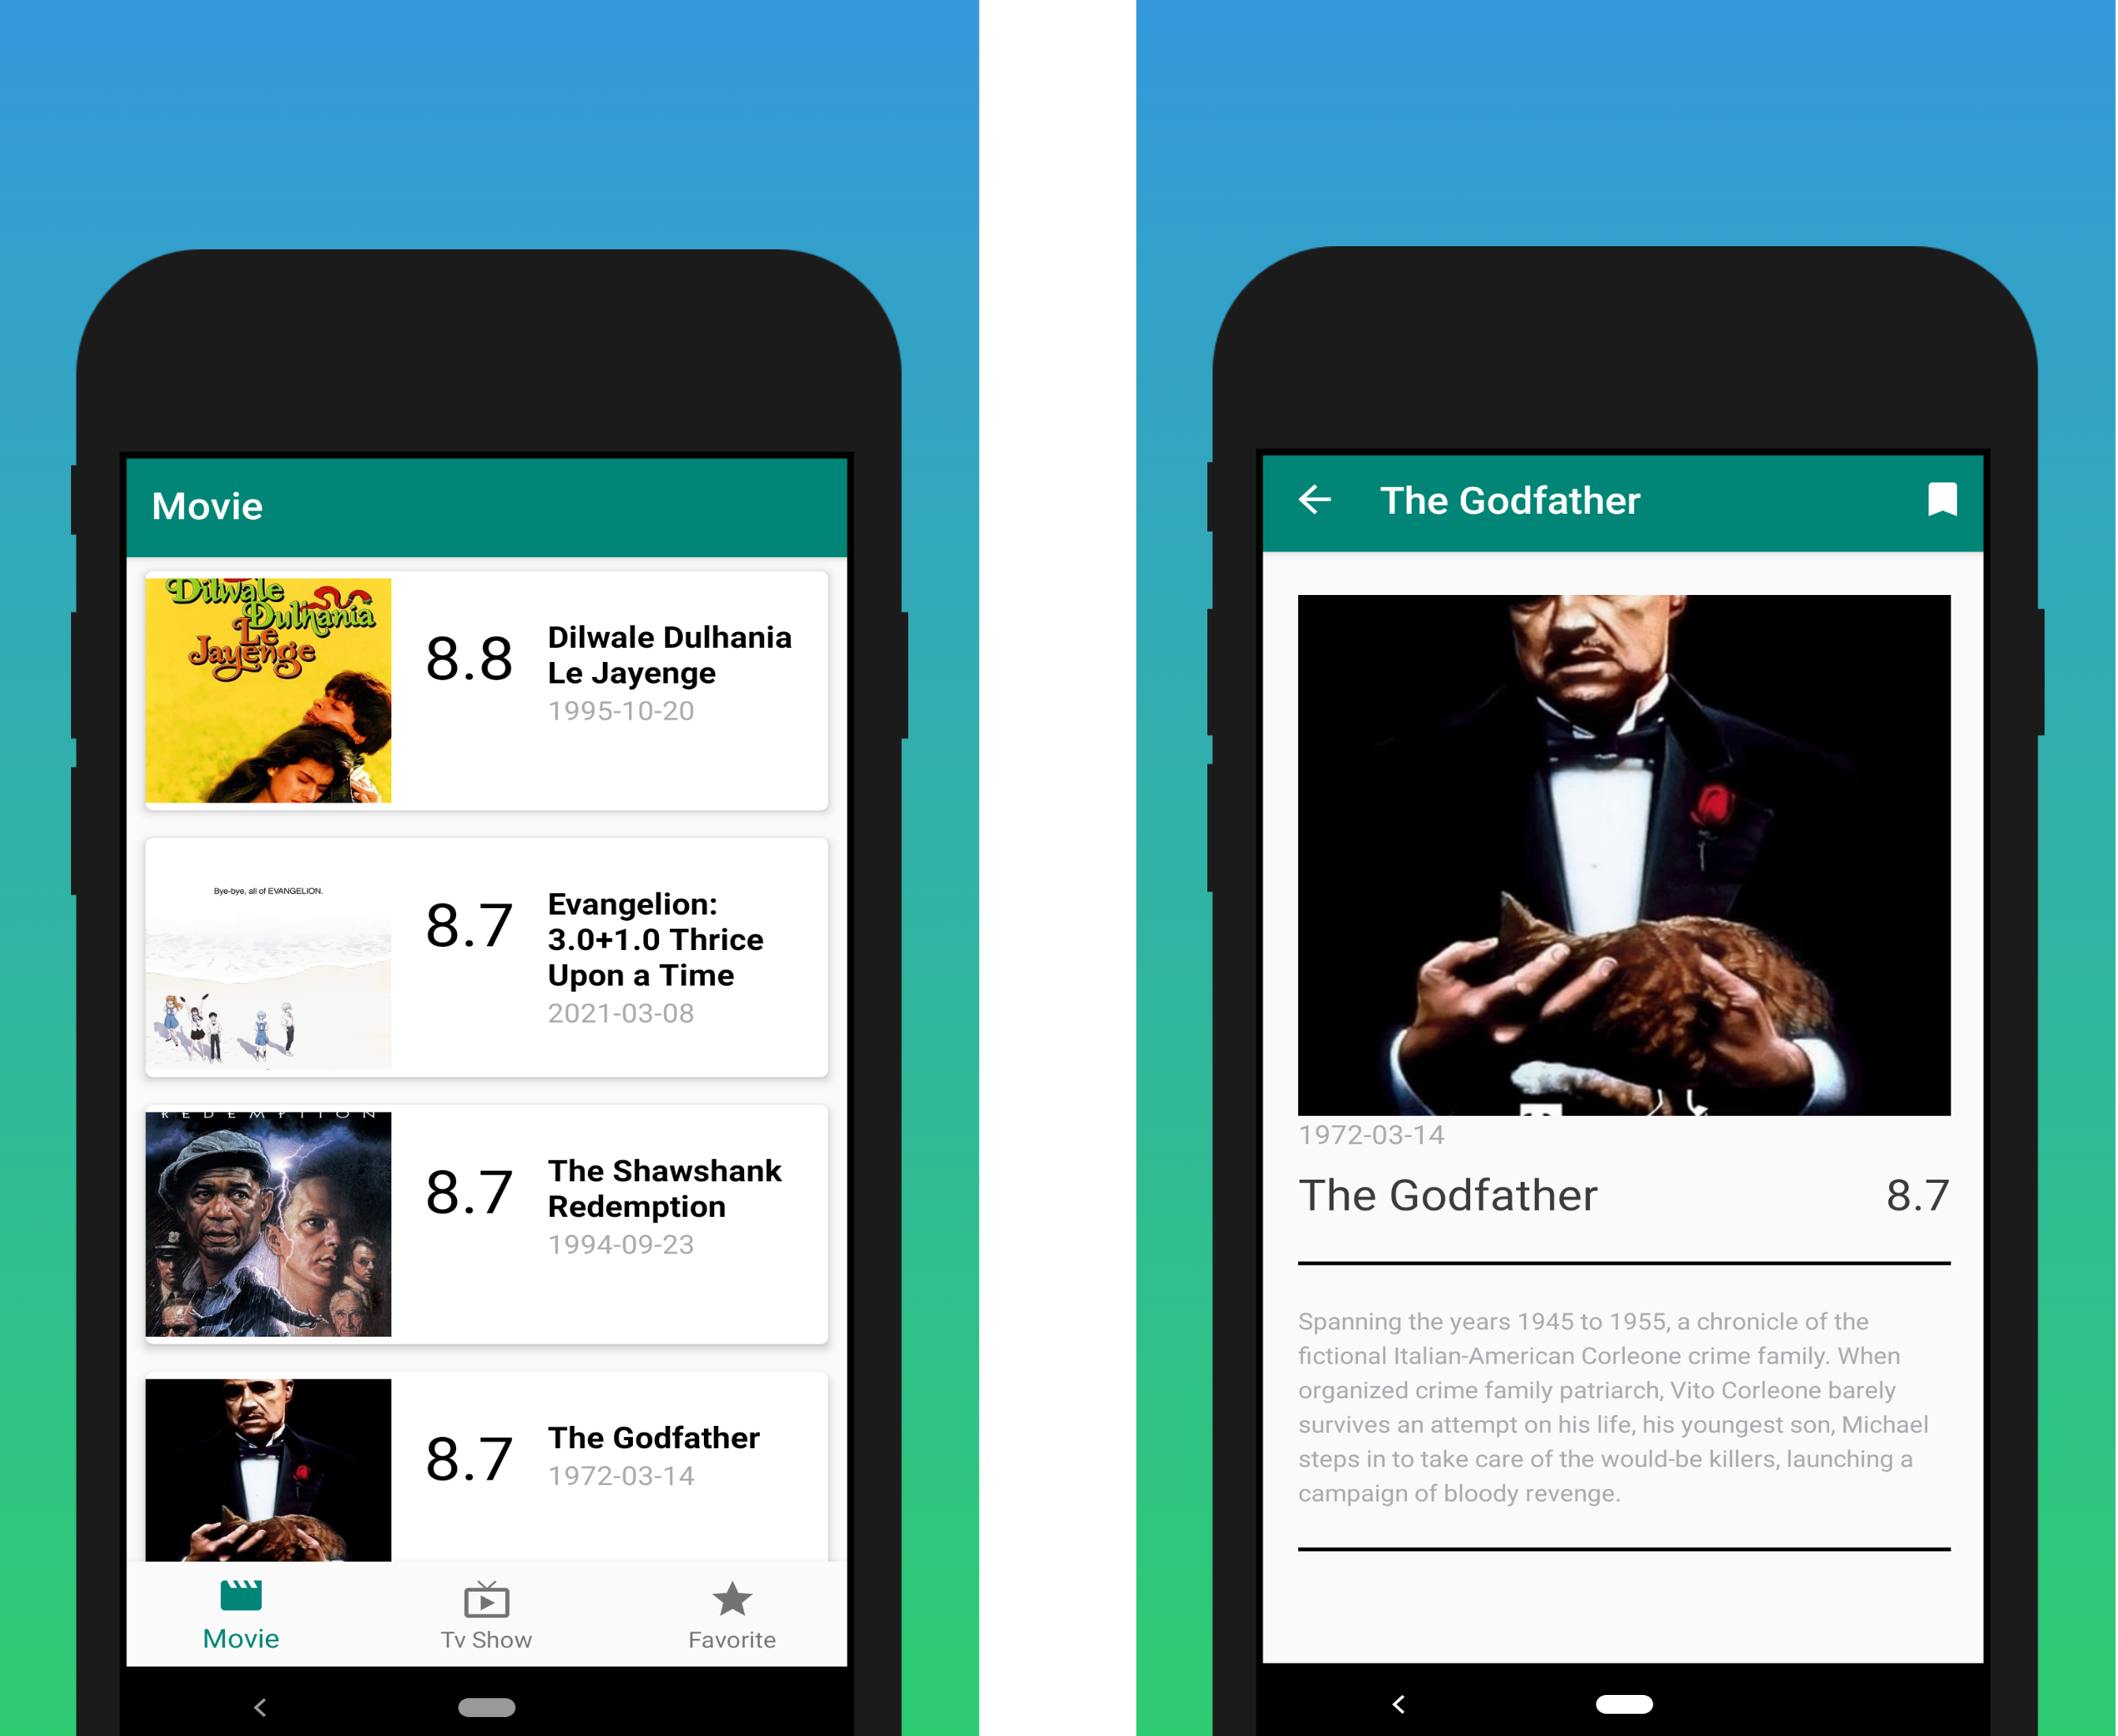 Movie
Dilwale
Dulhania
Le
Jayenge
8.8
Dilwale Dulhania
Le Jayenge
1995-10-20
Bye-bye, all of EVANGELION.
8.7
Evangelion:
3.0+1.0 Thrice
Upon a Time
2021-03-08
REDEMPTION
8.7
The Shawshank
Redemption
1994-09-23
8.7
The Godfather
1972-03-14
Movie
Tv Show
Favorite
The Godfather
1972-03-14
The Godfather
8.7
Spanning the years 1945 to 1955, a chronicle of the
fictional Italian-American Corleone crime family. When
organized crime family patriarch, Vito Corleone barely
survives an attempt on his life, his youngest son, Michael
steps in to take care of the would-be killers, launching a
campaign of bloody revenge.